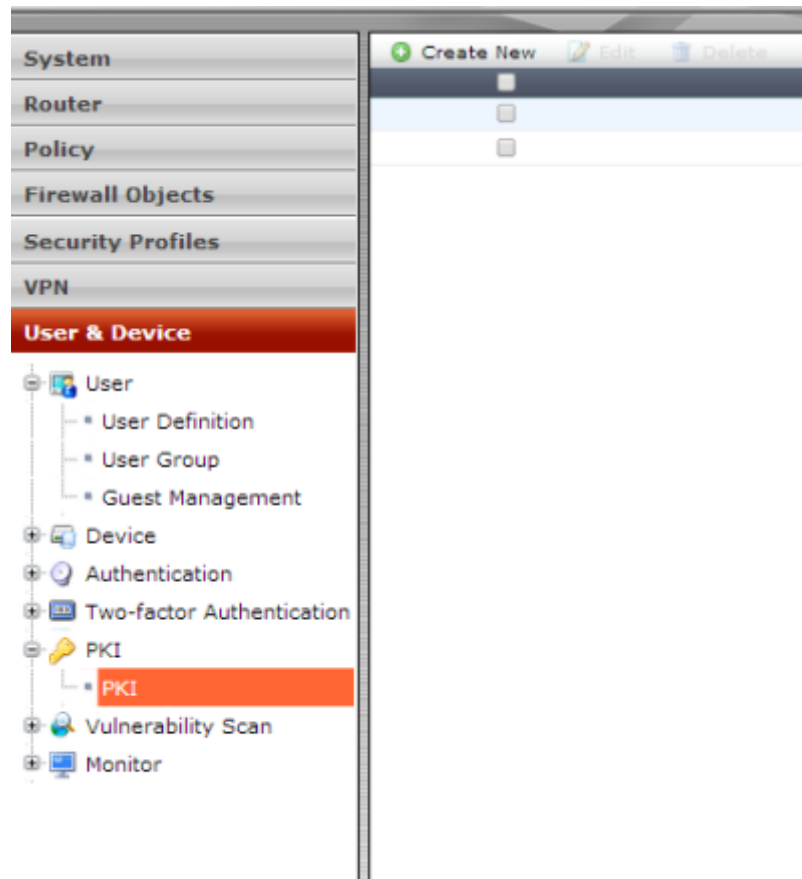 System
Router
Policy
Firewall Objects
Security Profiles
VPN
User & Device
User
User Definition
User Group
Guest Management
Device
Authentication
Two-factor Authentication
PKI
PKI
Vulnerability Scan
Monitor
Create New Edit Delete